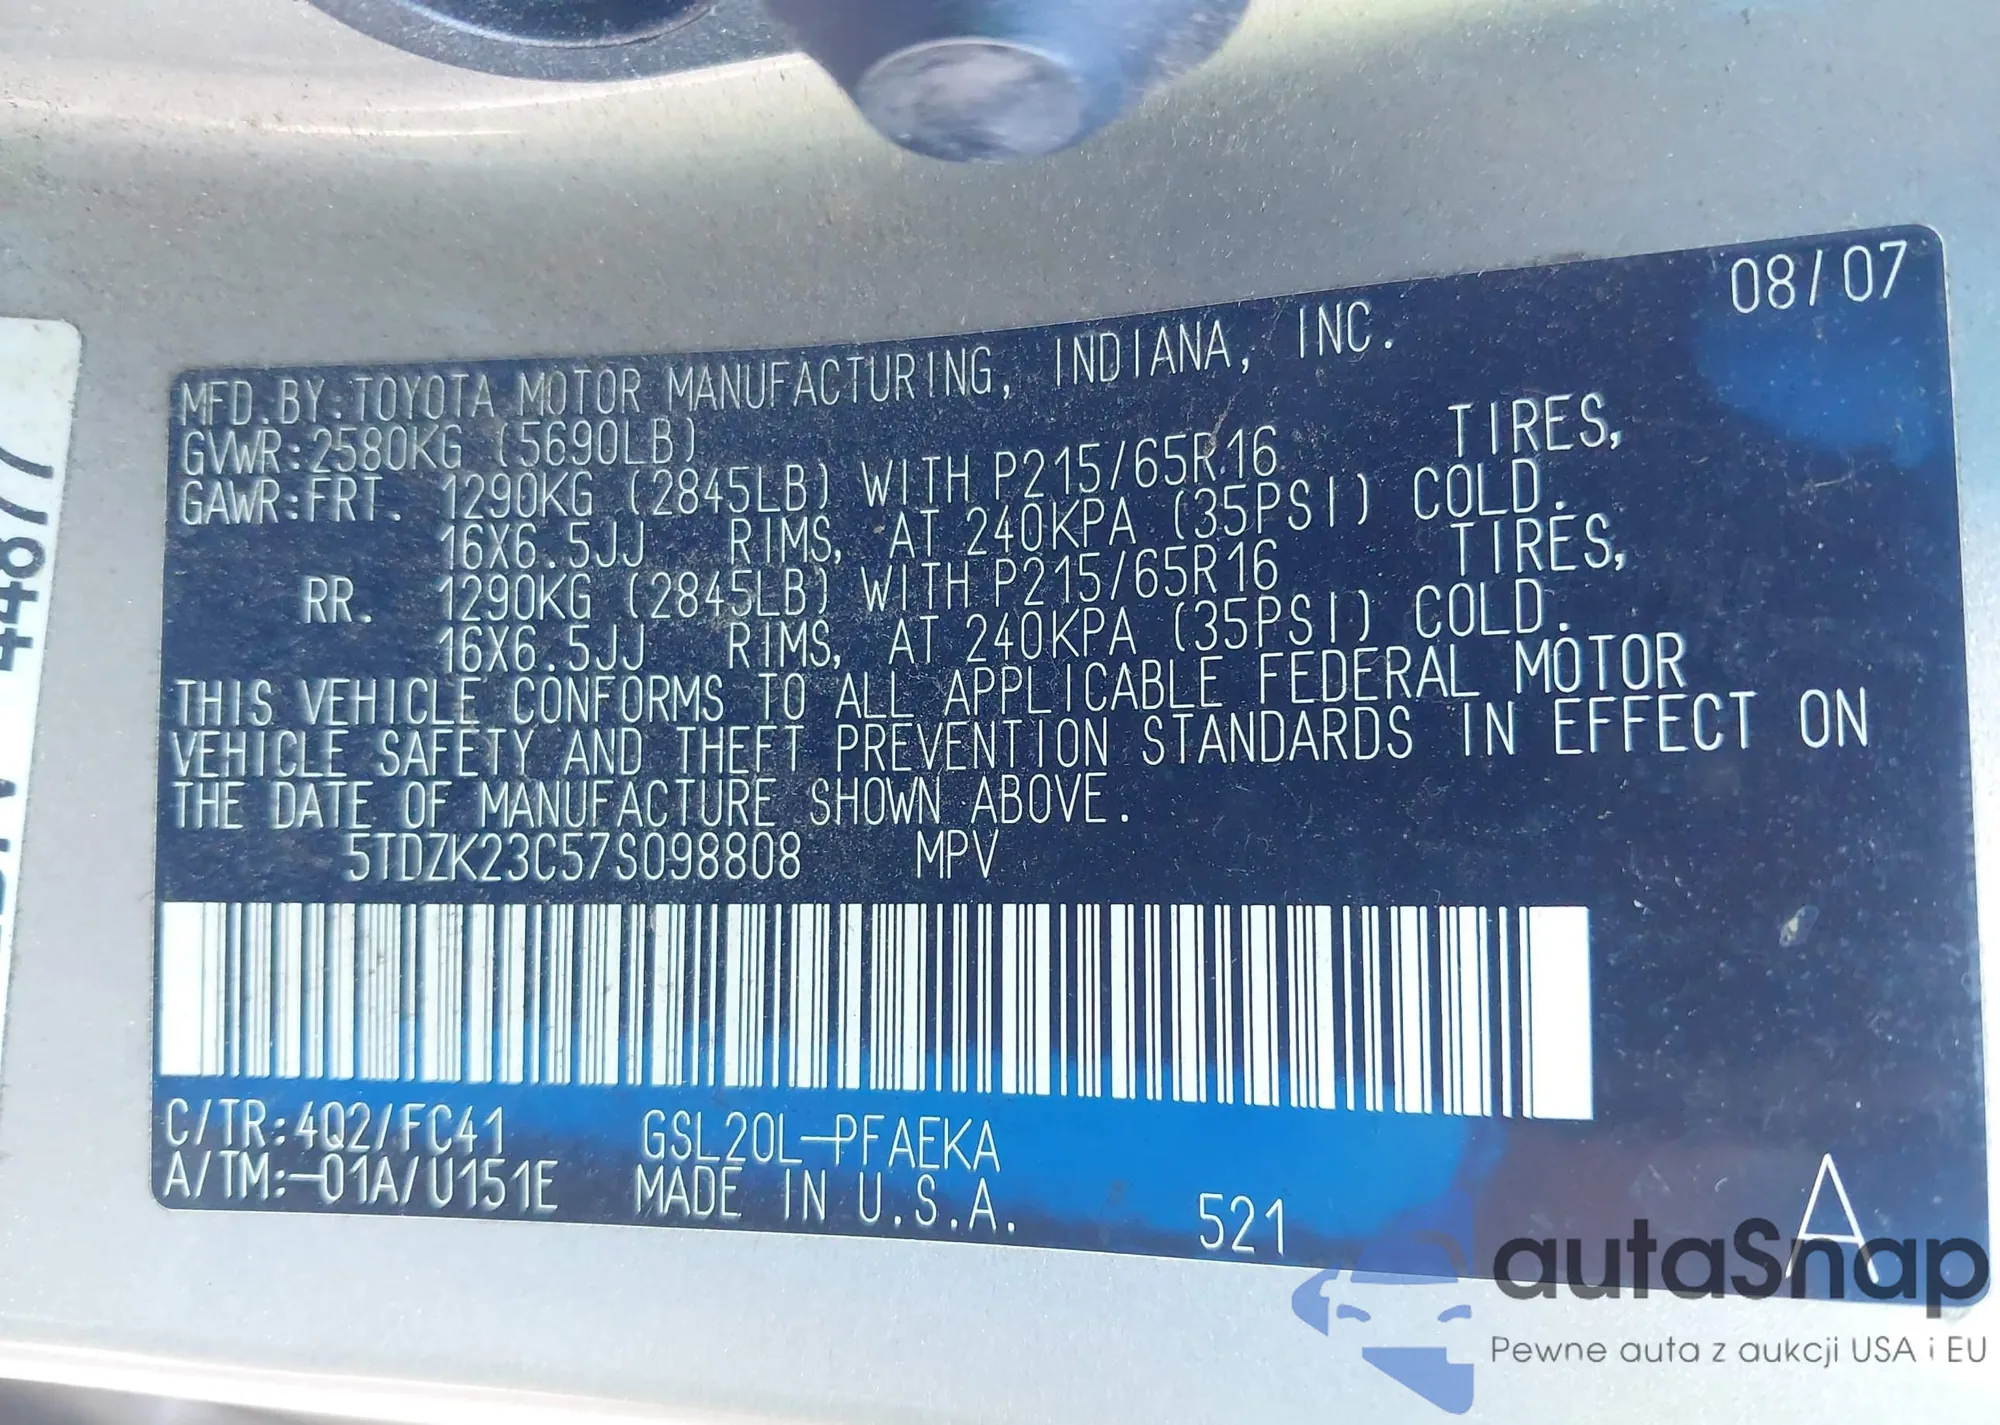 08/07
MFD.BY:TOYOTA MOTOR MANUFACTURING, INDIANA, INC.
GVWR:2580KG (5690LB)
GAWR:FRT. 1290KG (2845LB) WITH P215/65R16 TIRES,
16X6.5JJ RIMS, AT 240KPA (35PSI) COLD.
RR. 1290KG (2845LB) WITH P215/65R16 TIRES,
16X6.5JJ RIMS, AT 240KPA (35PSI) COLD.
THIS VEHICLE CONFORMS TO ALL APPLICABLE FEDERAL MOTOR
VEHICLE SAFETY AND THEFT PREVENTION STANDARDS IN EFFECT ON
THE DATE OF MANUFACTURE SHOWN ABOVE.
5TDZK23C57S098808 MPV
C/TR:4Q2/FC41 GSL20L-PFAEKA
A/TM:-01A/U151E MADE IN U.S.A. 521 A
44877
autaSnap
Pewne auta z aukcji USA i EU